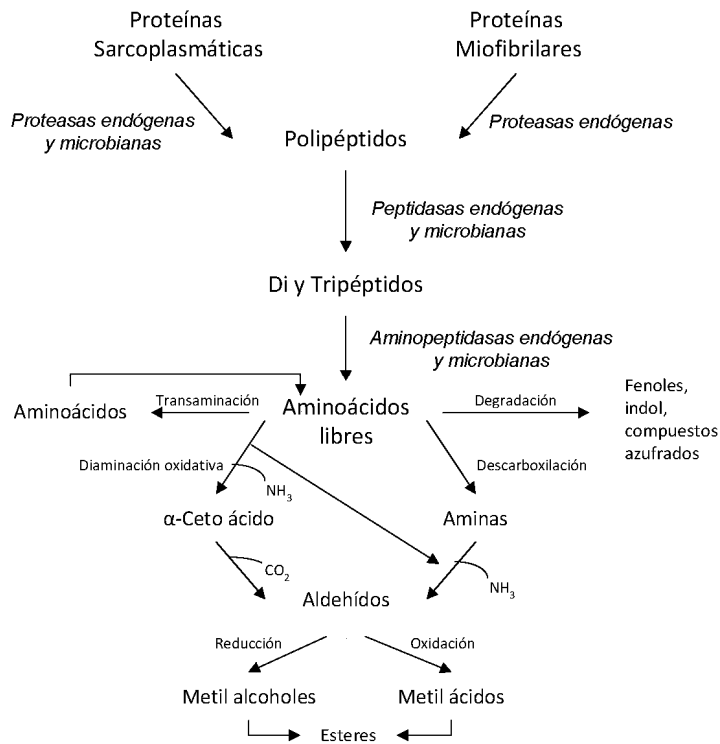 Proteínas
Sarcoplasmáticas
Proteínas
Miofibrilares
Proteasas endógenas
y microbianas
Proteasas endógenas
Polipéptidos
Peptidasas endógenas
y microbianas
Di y Tripéptidos
Aminopeptidasas endógenas
y microbianas
Aminoácidos
Transaminación
Aminoácidos
libres
Degradación
Fenoles,
indol,
compuestos
azufrados
Diaminación oxidativa
NH3
Descarboxilación
α-Ceto ácido
Aminas
CO2
NH3
Aldehídos
Reducción
Oxidación
Metil alcoholes
Metil ácidos
Esteres